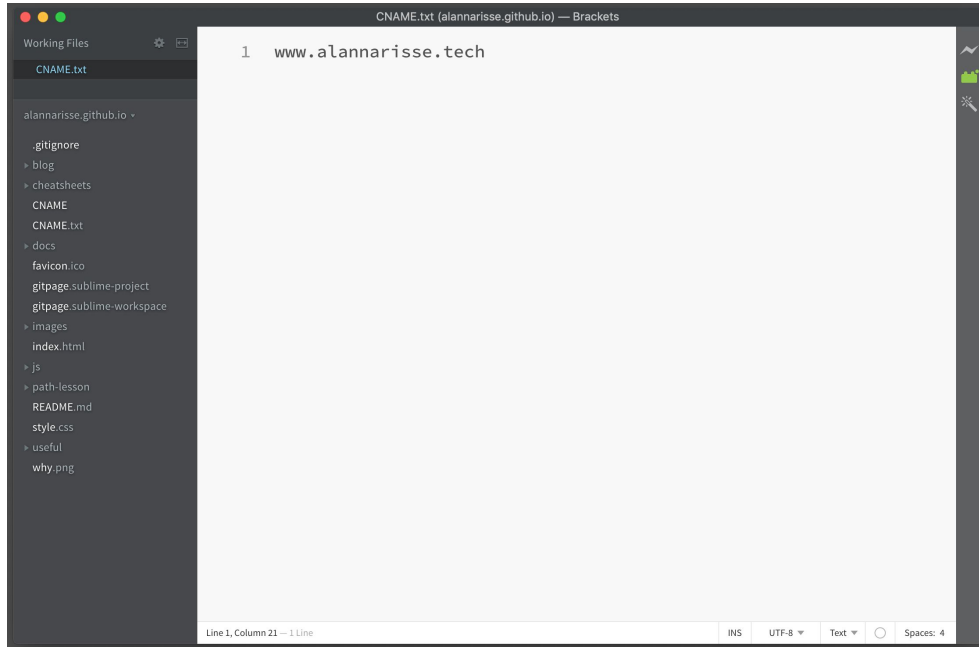 CNAME.txt (alannarisse.github.io) — Brackets
Working Files
CNAME.txt
alannarisse.github.io
.gitignore
blog
cheatsheets
CNAME
CNAME.txt
docs
favicon.ico
gitpage.sublime-project
gitpage.sublime-workspace
images
index.html
js
path-lesson
README.md
style.css
useful
why.png
1 www.alannarisse.tech
Line 1, Column 21 — 1 Line
INS UTF-8 Text Spaces: 4